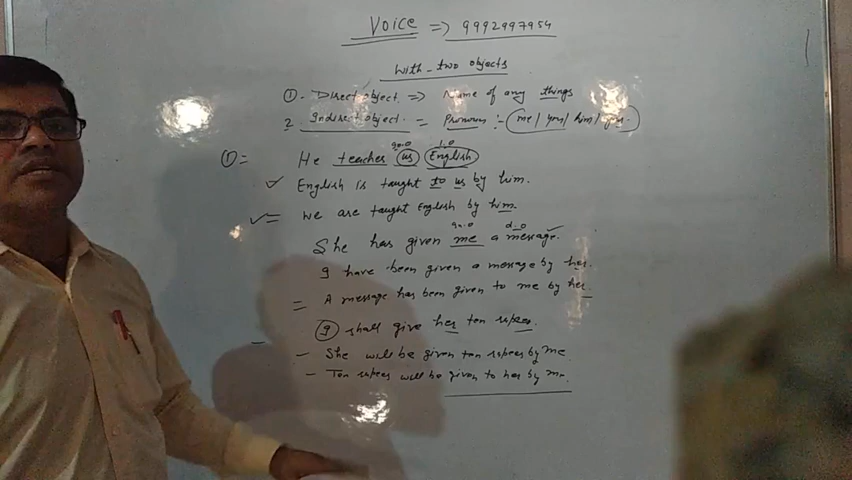 Voice => 9992997954
With - two objects
①. Direct object. => Name of any things
2. Indirect object. = Pronoun :- (me / you / him /
①= He teaches us English
English is taught to us by him.
= we are taught English by him.
She has given me a message.
I have been given a message by her.
= A message has been given to me by her.
I shall give her ten rupees.
- She will be given ten rupees by me.
- Ten rupees will be given to her by me.